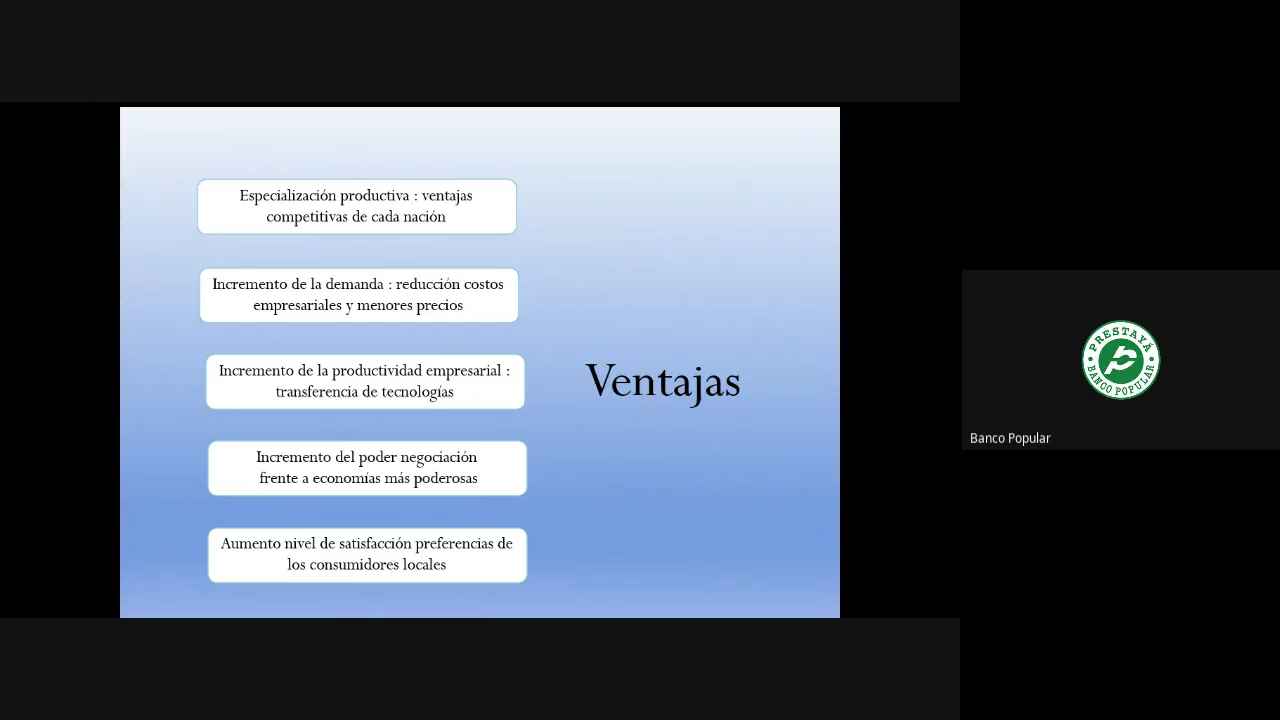 Especialización productiva : ventajas
competitivas de cada nación
Incremento de la demanda : reducción costos
empresariales y menores precios
Incremento de la productividad empresarial :
transferencia de tecnologías
Incremento del poder negociación
frente a economías más poderosas
Aumento nivel de satisfacción preferencias de
los consumidores locales
Ventajas
PRESTAYÁ
BANCO POPULAR
Banco Popular